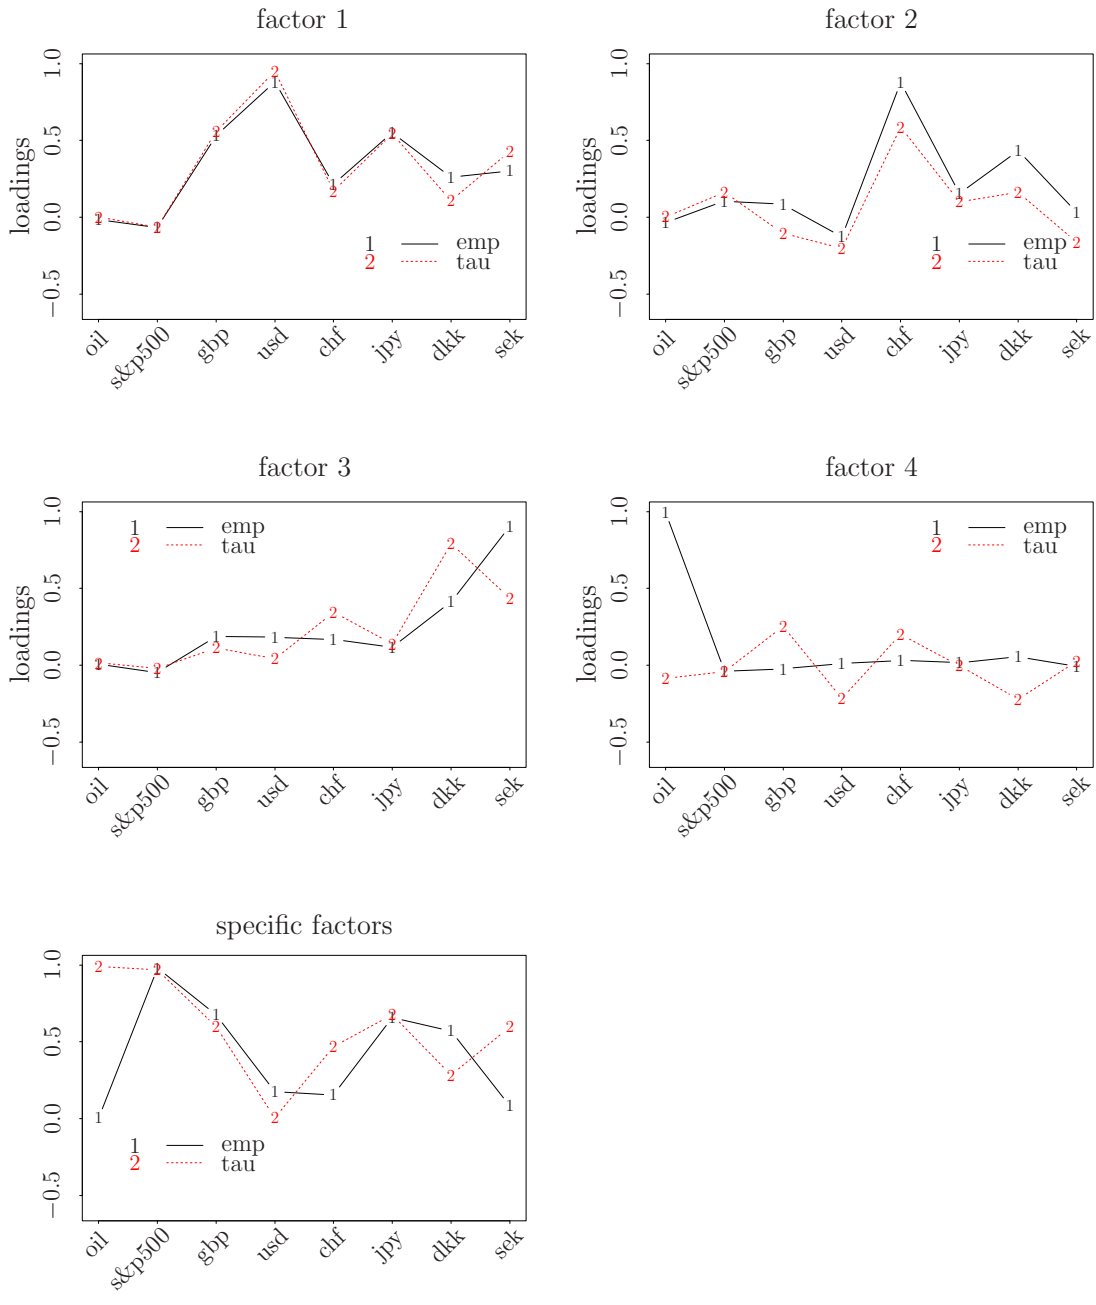 factor 1
loadings
1.0
0.5
0.0
−0.5
1 emp
2 tau
oil s&p500 gbp usd chf jpy dkk sek
factor 2
loadings
1.0
0.5
0.0
−0.5
1 emp
2 tau
oil s&p500 gbp usd chf jpy dkk sek
factor 3
loadings
1.0
0.5
0.0
−0.5
1 emp
2 tau
oil s&p500 gbp usd chf jpy dkk sek
factor 4
loadings
1.0
0.5
0.0
−0.5
1 emp
2 tau
oil s&p500 gbp usd chf jpy dkk sek
specific factors
1.0
0.5
0.0
−0.5
1 emp
2 tau
oil s&p500 gbp usd chf jpy dkk sek